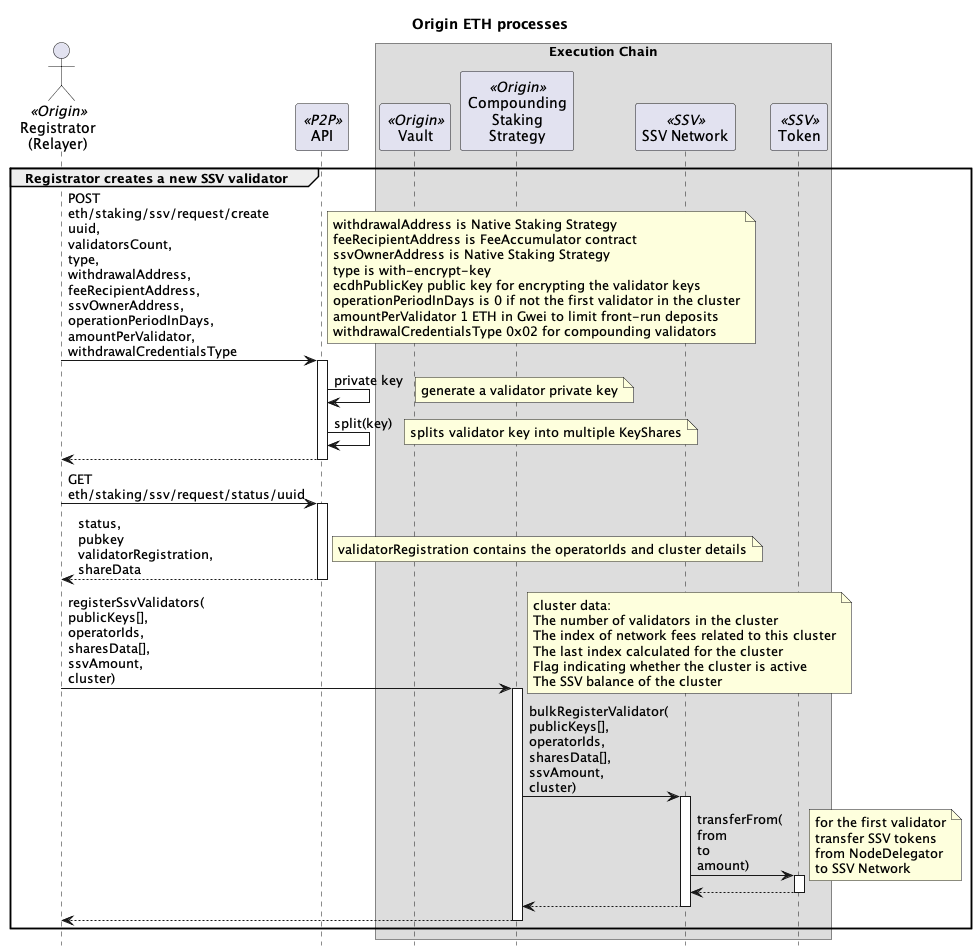 Origin ETH processes
Execution Chain
«Origin»
Registrator
(Relayer)
«P2P»
API
«Origin»
Vault
«Origin»
Compounding
Staking
Strategy
«SSV»
SSV Network
«SSV»
Token
Registrator creates a new SSV validator
POST
eth/staking/ssv/request/create
uuid,
validatorsCount,
type,
withdrawalAddress,
feeRecipientAddress,
ssvOwnerAddress,
operationPeriodInDays,
amountPerValidator,
withdrawalCredentialsType
withdrawalAddress is Native Staking Strategy
feeRecipientAddress is FeeAccumulator contract
ssvOwnerAddress is Native Staking Strategy
type is with-encrypt-key
ecdhPublicKey public key for encrypting the validator keys
operationPeriodInDays is 0 if not the first validator in the cluster
amountPerValidator 1 ETH in Gwei to limit front-run deposits
withdrawalCredentialsType 0x02 for compounding validators
private key
generate a validator private key
split(key)
splits validator key into multiple KeyShares
GET
eth/staking/ssv/request/status/uuid
status,
pubkey
validatorRegistration,
shareData
validatorRegistration contains the operatorIds and cluster details
registerSsvValidators(
publicKeys[],
operatorIds,
sharesData[],
ssvAmount,
cluster)
cluster data:
The number of validators in the cluster
The index of network fees related to this cluster
The last index calculated for the cluster
Flag indicating whether the cluster is active
The SSV balance of the cluster
bulkRegisterValidator(
publicKeys[],
operatorIds,
sharesData[],
ssvAmount,
cluster)
transferFrom(
from
to
amount)
for the first validator
transfer SSV tokens
from NodeDelegator
to SSV Network